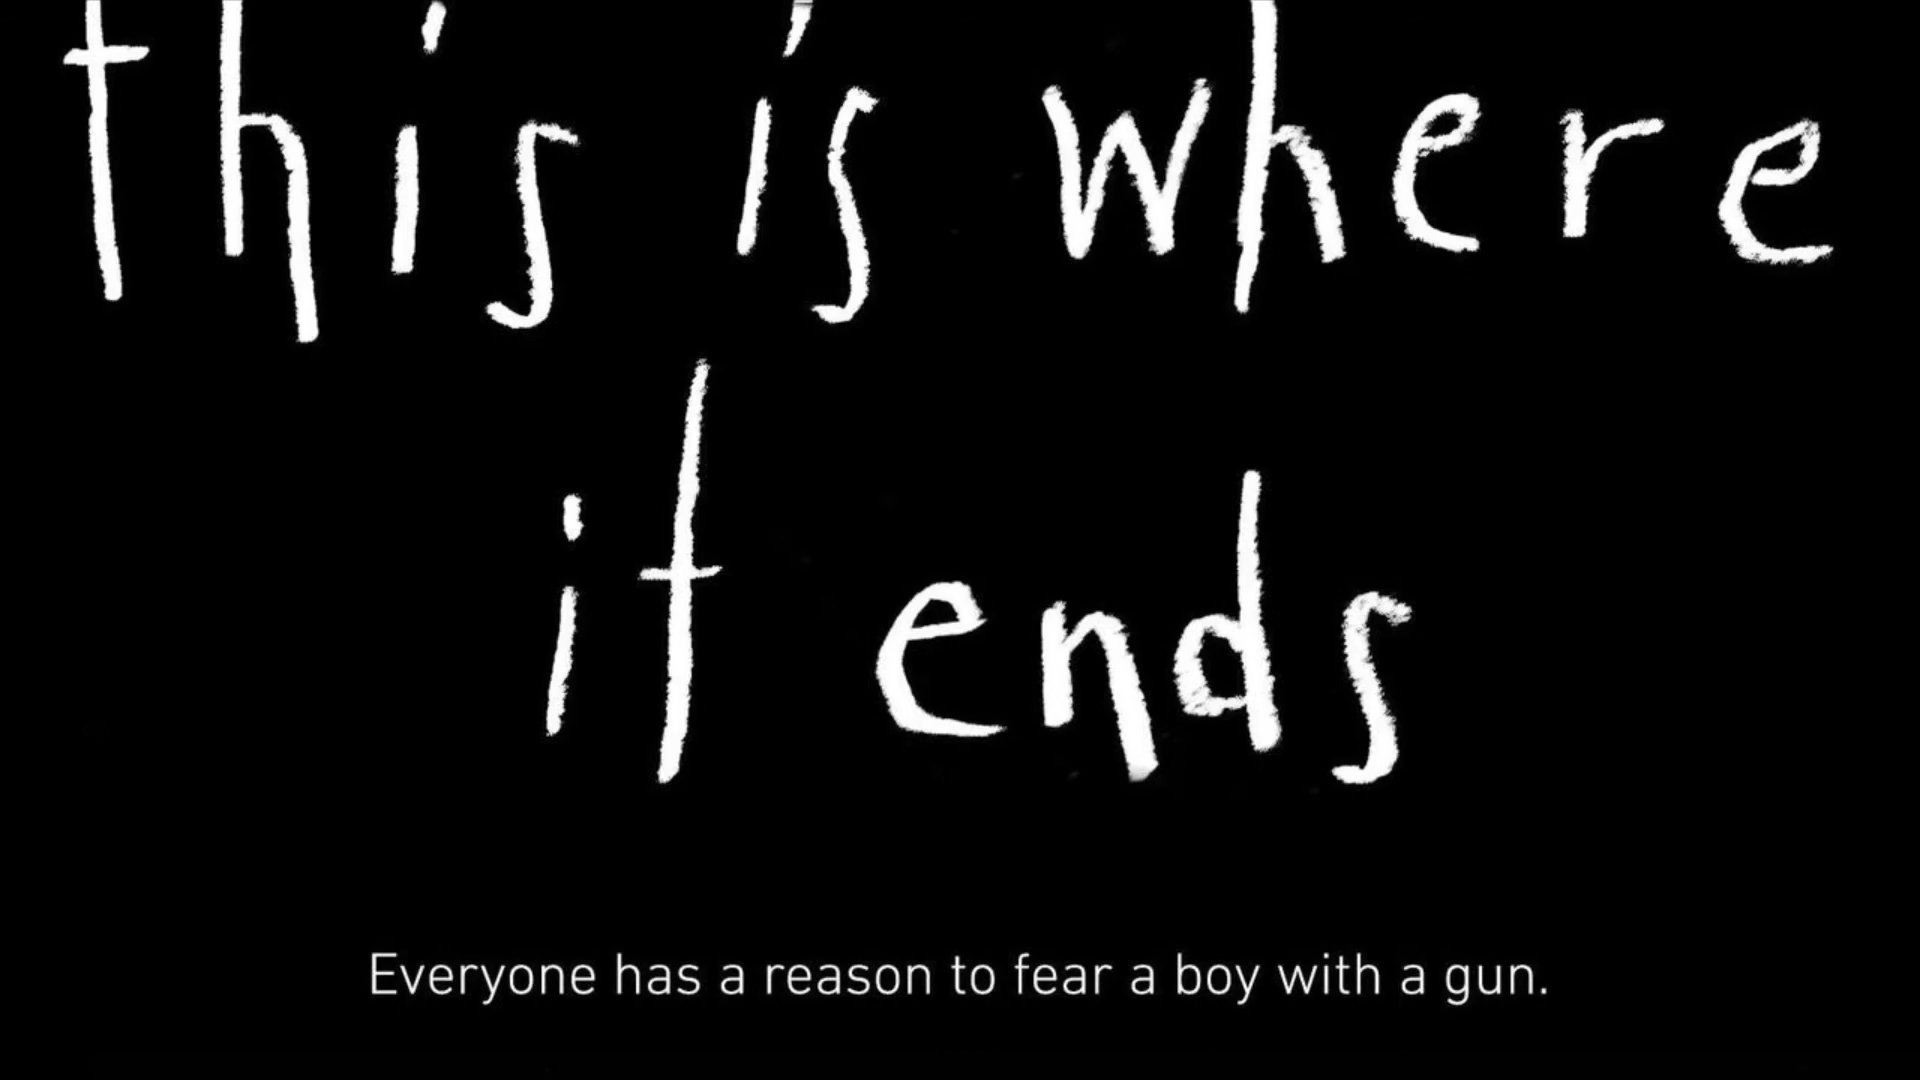 this is where
it ends
Everyone has a reason to fear a boy with a gun.